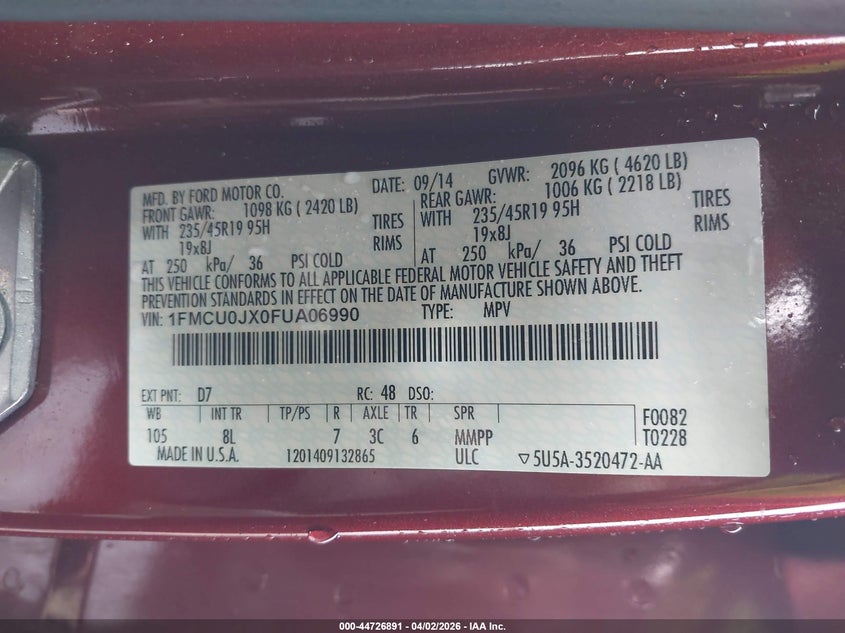 MFD. BY FORD MOTOR CO. DATE: 09/14 GVWR: 2096 KG ( 4620 LB)
FRONT GAWR: 1098 KG ( 2420 LB) REAR GAWR: 1006 KG ( 2218 LB)
WITH 235/45R19 95H TIRES WITH 235/45R19 95H TIRES
19x8J RIMS 19x8J RIMS
AT 250 kPa/ 36 PSI COLD AT 250 kPa/ 36 PSI COLD
THIS VEHICLE CONFORMS TO ALL APPLICABLE FEDERAL MOTOR VEHICLE SAFETY AND THEFT
PREVENTION STANDARDS IN EFFECT ON THE DATE OF MANUFACTURE SHOWN ABOVE.
VIN: 1FMCU0JX0FUA06990 TYPE: MPV
EXT PNT: D7 RC: 48 DSO:
WB INT TR TP/PS R AXLE TR SPR F0082
105 8L 7 3C 6 MMPP T0228
MADE IN U.S.A. 1201409132865 ULC ▽5U5A-3520472-AA
000-44726891 | 04/02/2026 - IAA Inc.